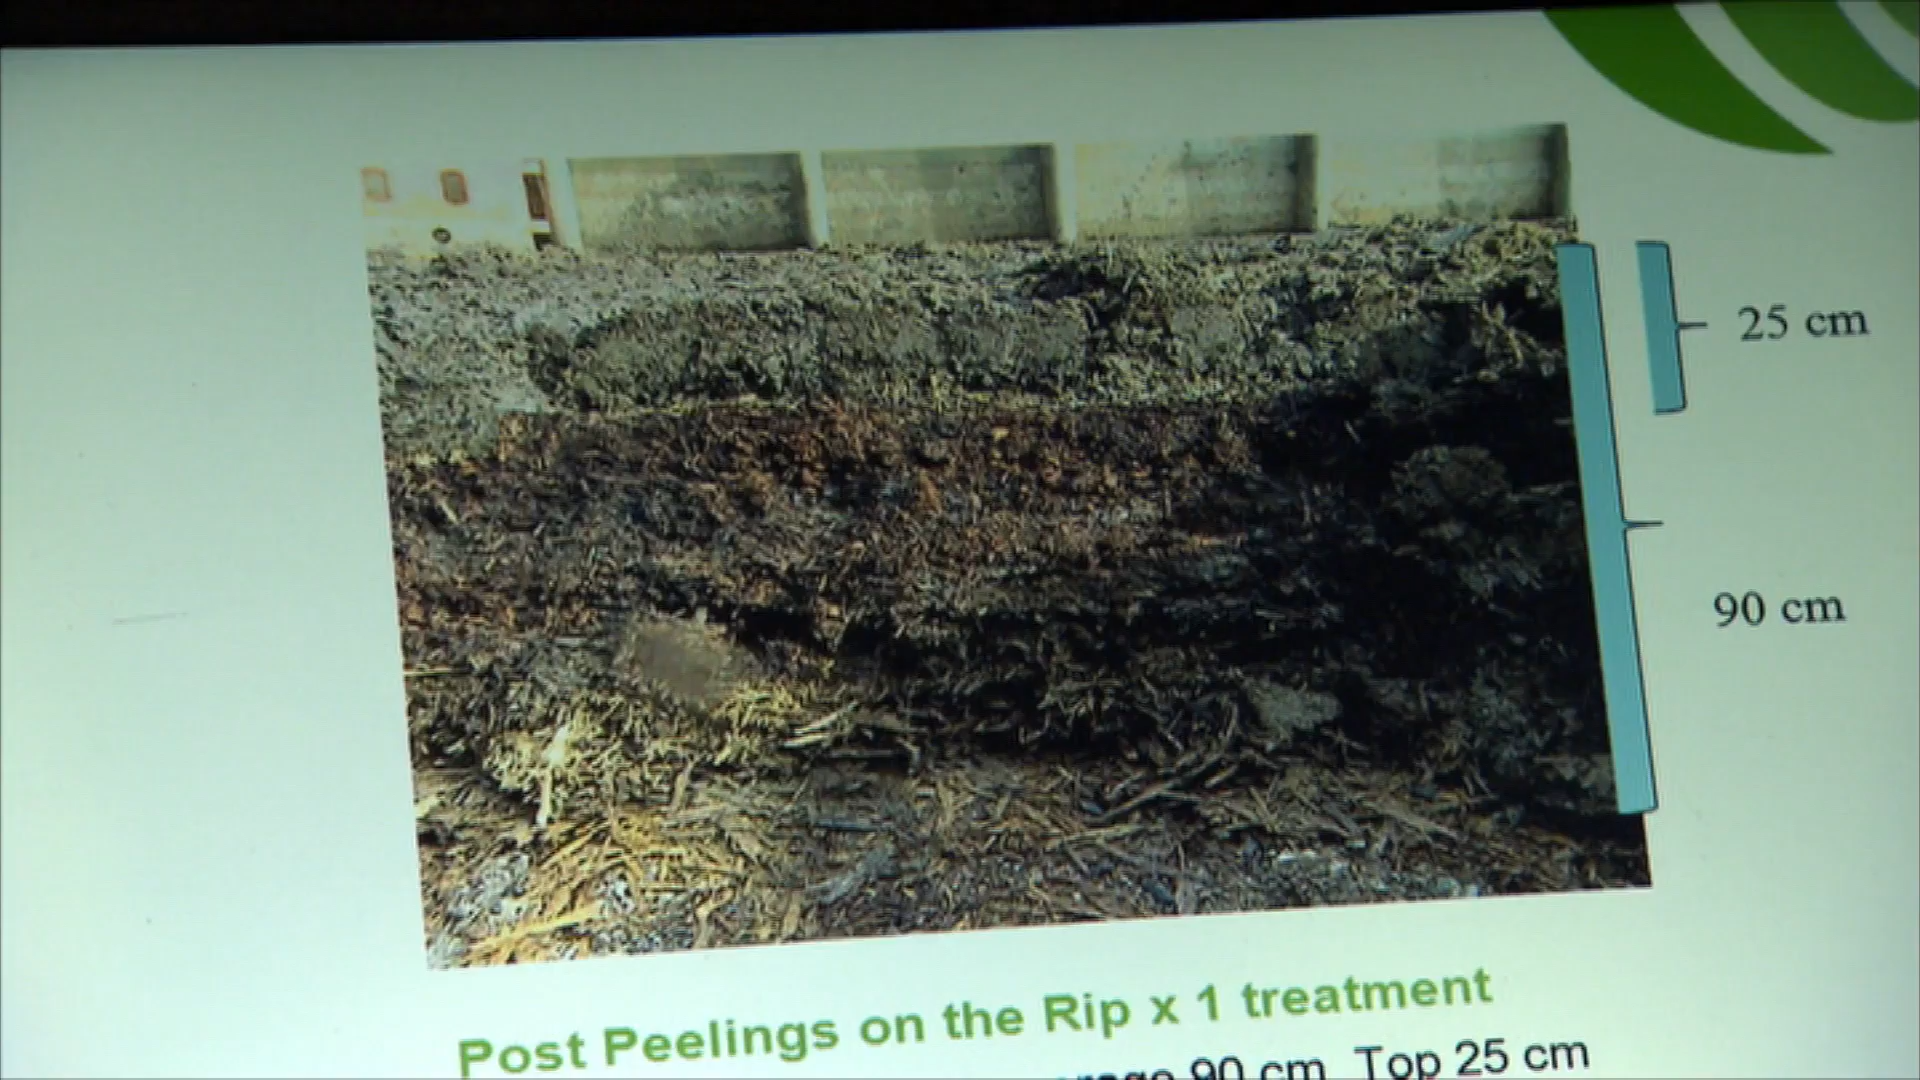 25 cm
90 cm
Post Peelings on the Rip x 1 treatment
90 cm Top 25 cm